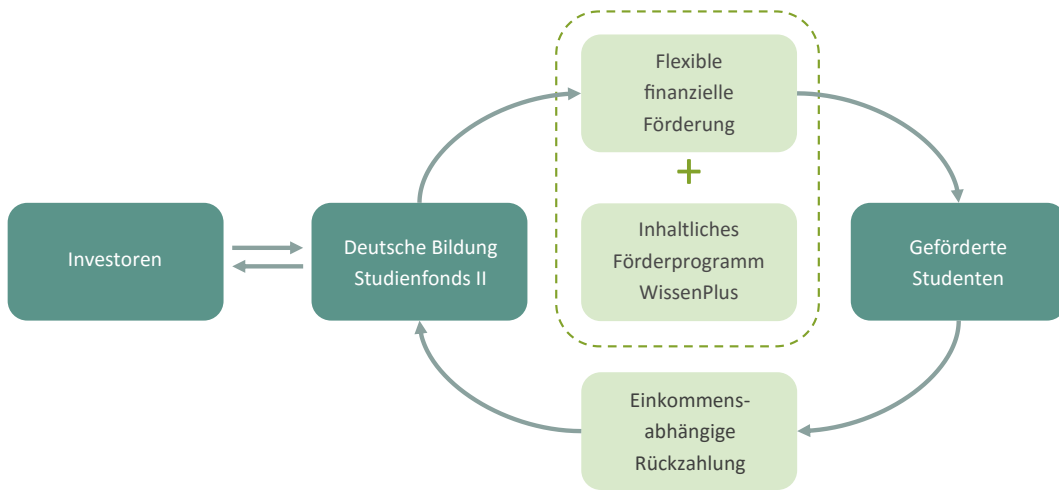 Flexible
finanzielle
Förderung
+
Investoren
Deutsche Bildung
Studienfonds II
Inhaltliches
Förderprogramm
WissenPlus
Geförderte
Studenten
Einkommens-
abhängige
Rückzahlung